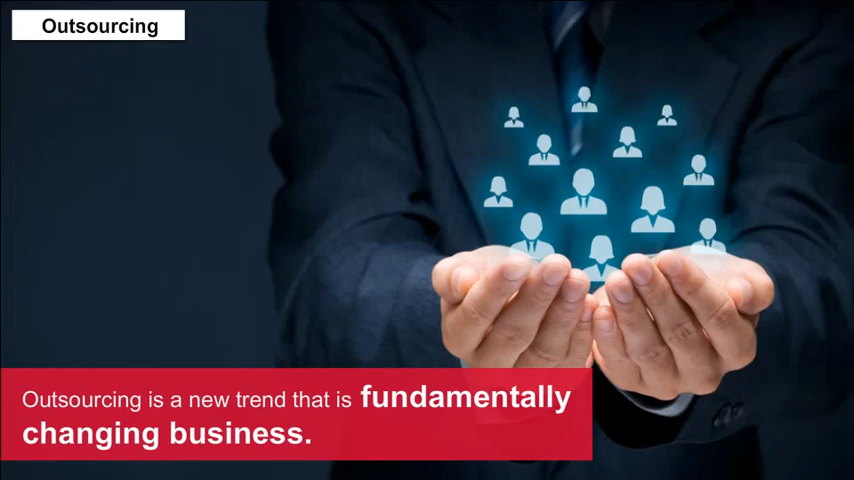 Outsourcing
Outsourcing is a new trend that is fundamentally
changing business.